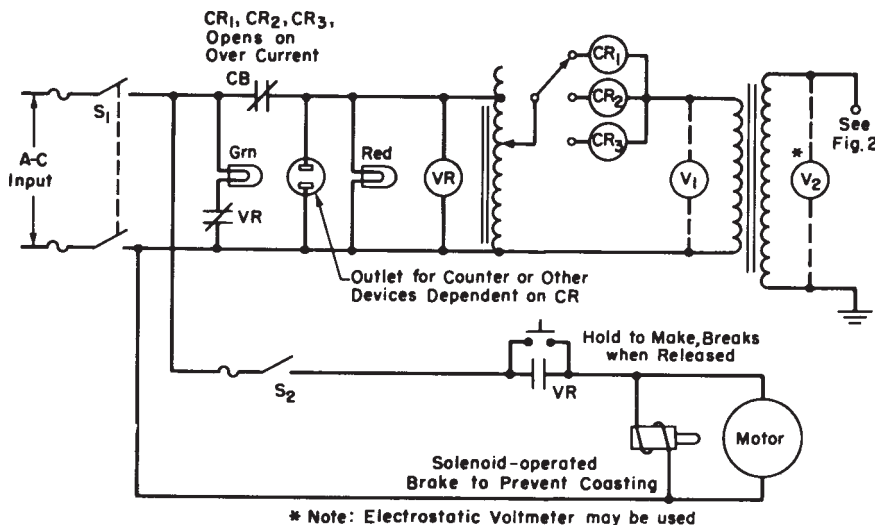 CR1, CR2, CR3,
Opens on
Over Current
CB
S1
A-C
Input
Grn
VR
Red
VR
CR1
CR2
CR3
V1
*
V2
See
Fig. 2
Outlet for Counter or Other
Devices Dependent on CR
Hold to Make, Breaks
when Released
S2
VR
Motor
Solenoid-operated
Brake to Prevent Coasting
* Note: Electrostatic Voltmeter may be used